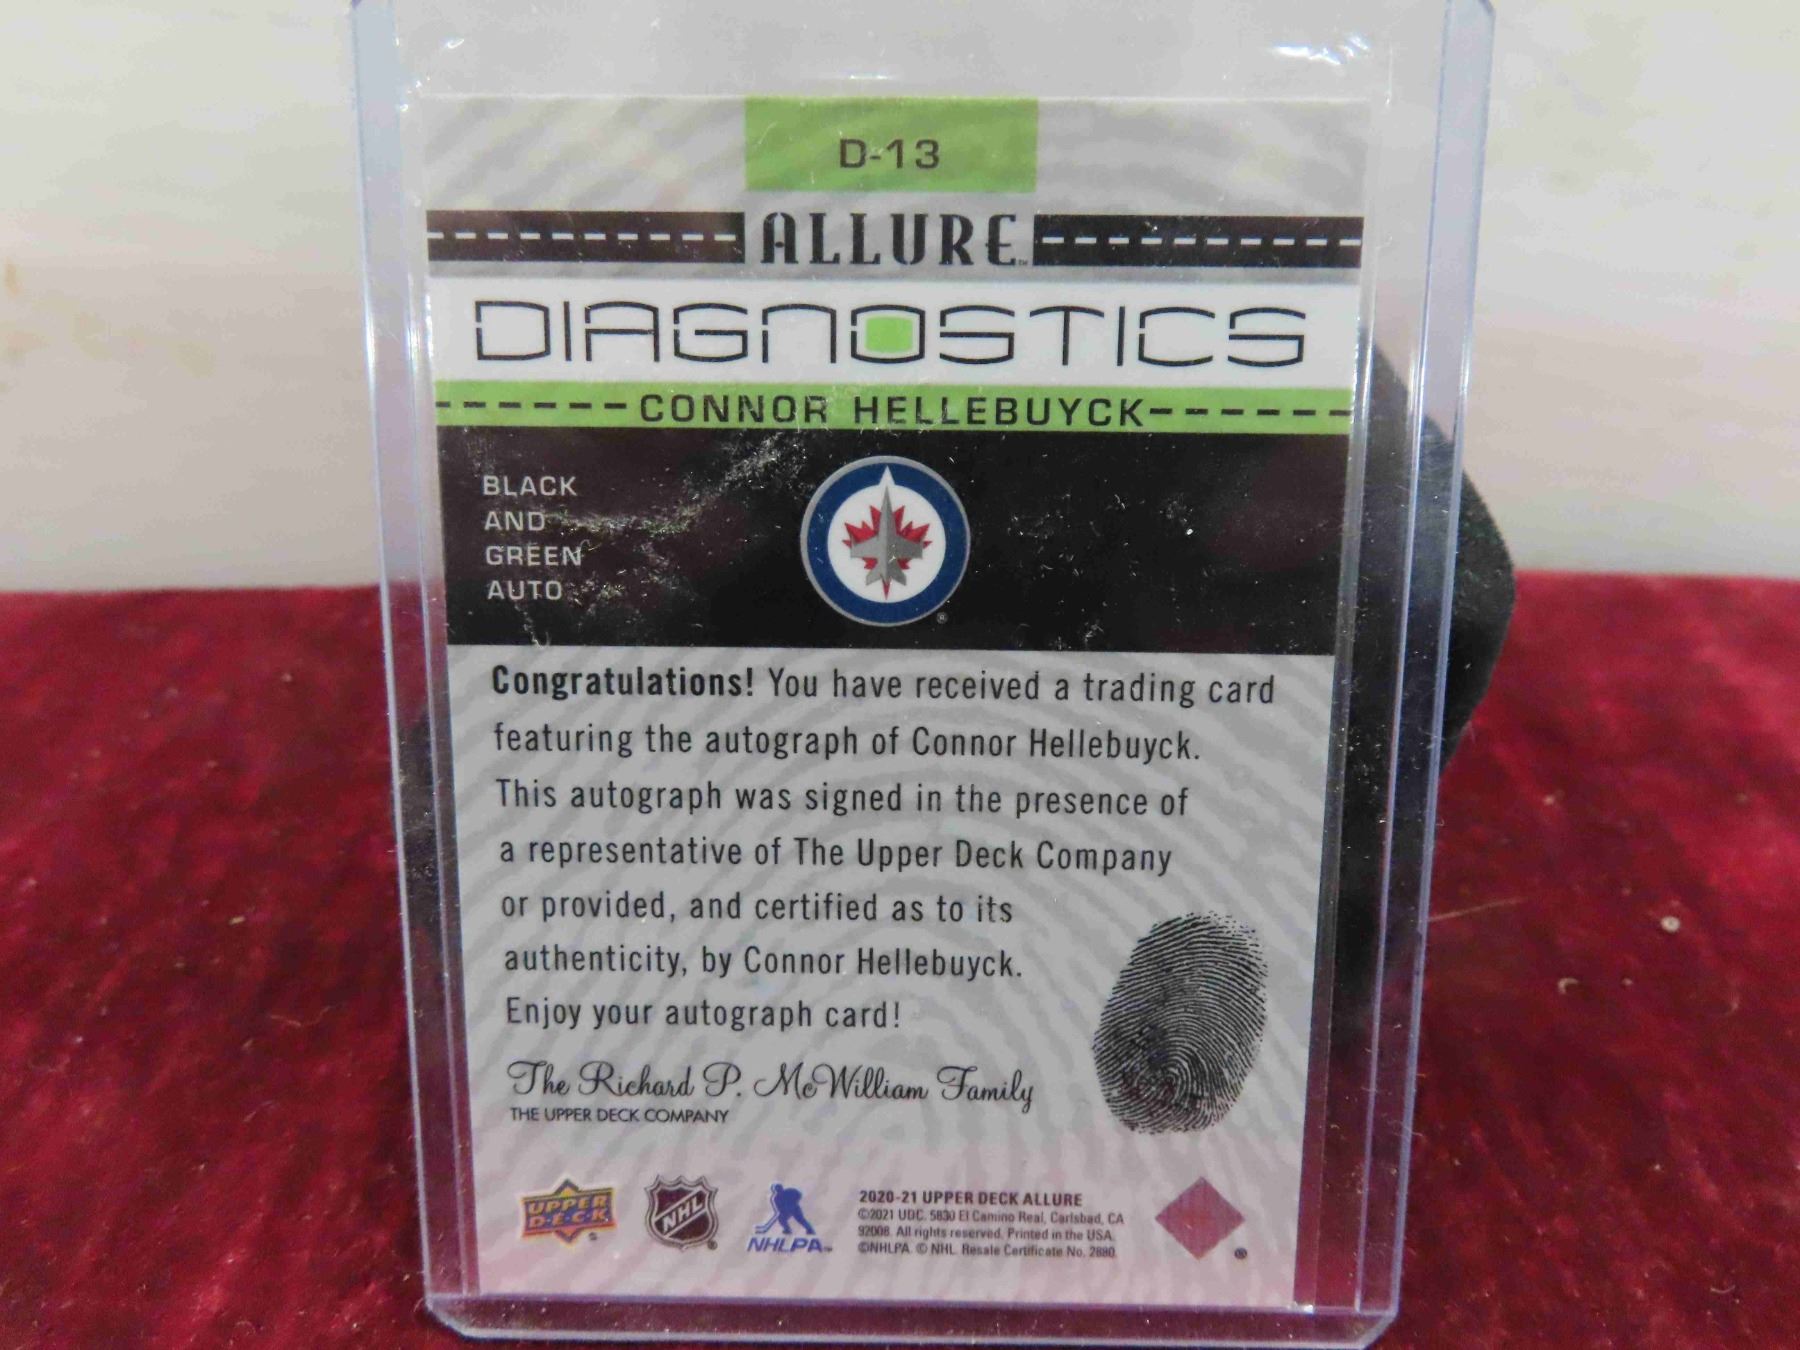 D-13
ALLURE™
DIAGNOSTICS
CONNOR HELLEBUYCK
BLACK
AND
GREEN
AUTO
®
Congratulations! You have received a trading card
featuring the autograph of Connor Hellebuyck.
This autograph was signed in the presence of
a representative of The Upper Deck Company
or provided, and certified as to its
authenticity, by Connor Hellebuyck.
Enjoy your autograph card!
The Richard P. McWilliam Family
THE UPPER DECK COMPANY
UPPER
D·E·C·K
NHL
®
NHLPA™
2020-21 UPPER DECK ALLURE
©2021 UDC. 5830 El Camino Real, Carlsbad, CA
92008. All rights reserved. Printed in the USA.
©NHLPA. © NHL. Resale Certificate No. 2880.
®